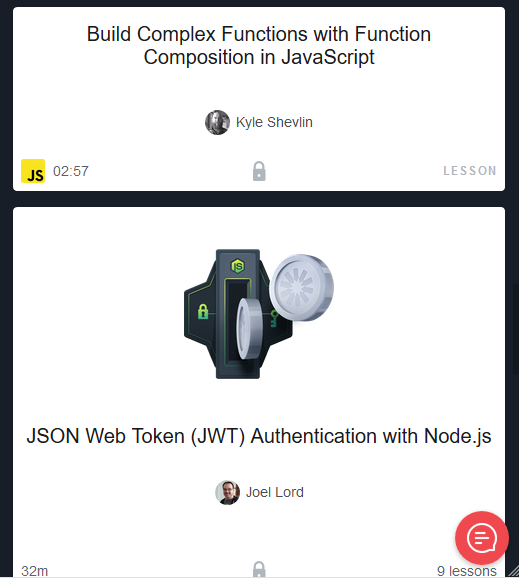 Build Complex Functions with Function
Composition in JavaScript
Kyle Shevlin
JS 02:57
LESSON
JS
JSON Web Token (JWT) Authentication with Node.js
Joel Lord
32m
9 lessons